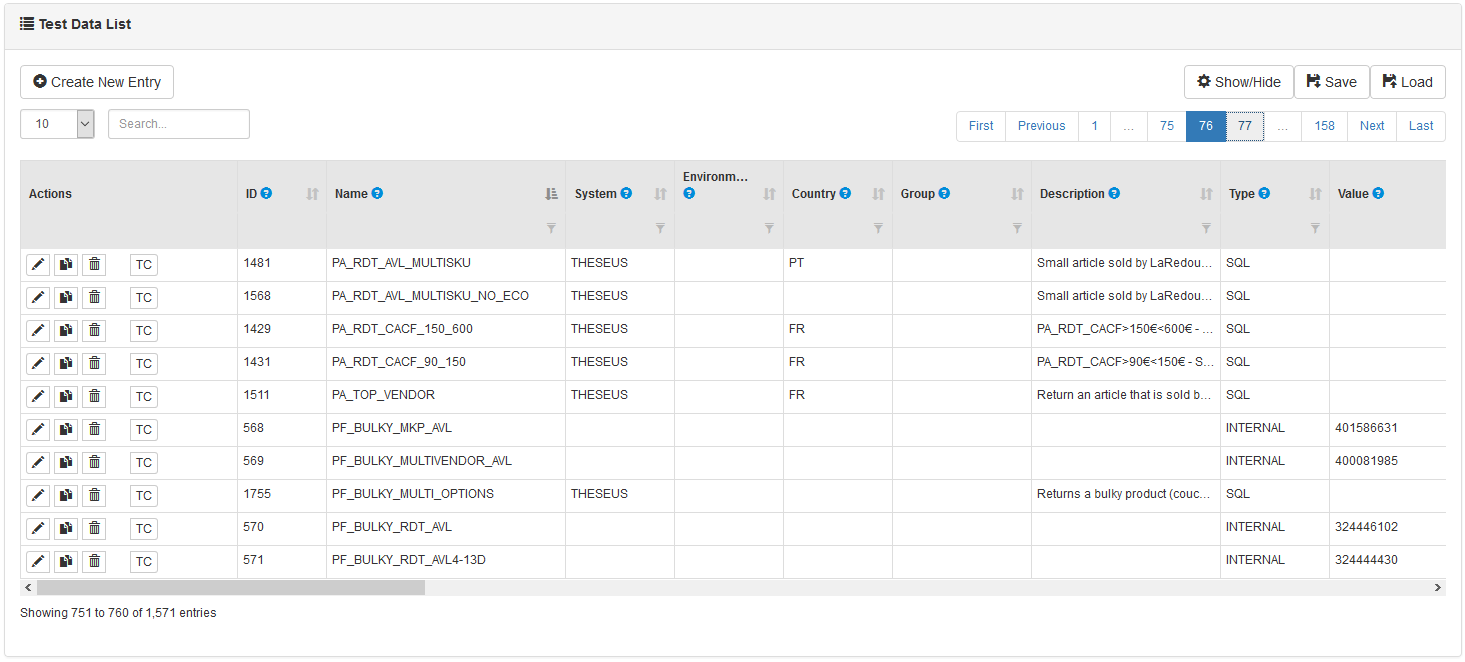 Test Data List
Create New Entry
Show/Hide Save Load
10 Search...
First Previous 1 ... 75 76 77 ... 158 Next Last
Actions ID Name System Environm... Country Group Description Type Value
TC 1481 PA_RDT_AVL_MULTISKU THESEUS PT Small article sold by LaRedou... SQL
TC 1568 PA_RDT_AVL_MULTISKU_NO_ECO THESEUS Small article sold by LaRedou... SQL
TC 1429 PA_RDT_CACF_150_600 THESEUS FR PA_RDT_CACF>150€<600€ - ... SQL
TC 1431 PA_RDT_CACF_90_150 THESEUS FR PA_RDT_CACF>90€<150€ - S... SQL
TC 1511 PA_TOP_VENDOR THESEUS FR Return an article that is sold b... SQL
TC 568 PF_BULKY_MKP_AVL INTERNAL 401586631
TC 569 PF_BULKY_MULTIVENDOR_AVL INTERNAL 400081985
TC 1755 PF_BULKY_MULTI_OPTIONS THESEUS Returns a bulky product (couc... SQL
TC 570 PF_BULKY_RDT_AVL INTERNAL 324446102
TC 571 PF_BULKY_RDT_AVL4-13D INTERNAL 324444430
Showing 751 to 760 of 1,571 entries